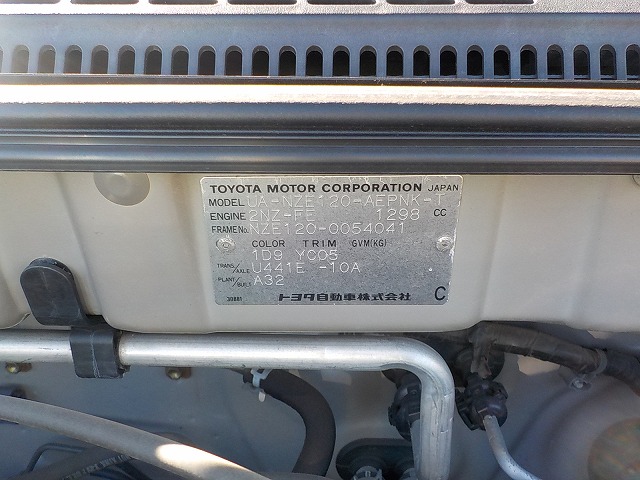 TOYOTA MOTOR CORPORATION JAPAN
MODEL UA-NZE120-AEPNK-T
ENGINE 2NZ-FE 1298 CC
FRAME No. NZE120-0054041
COLOR TRIM GVM(KG)
1D9 YC05
TRANS/AXLE U441E -10A
PLANT/BUILT A32
30881 トヨタ自動車株式会社 C